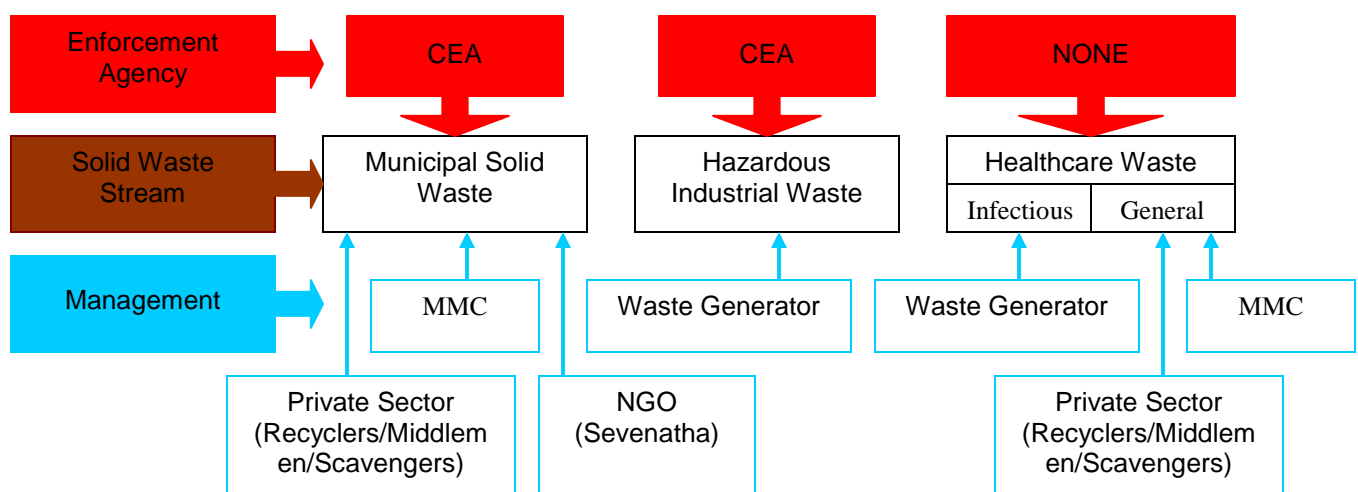 Enforcement
Agency
CEA
CEA
NONE
Solid Waste
Stream
Municipal Solid
Waste
Hazardous
Industrial Waste
Healthcare Waste
Infectious
General
Management
MMC
Waste Generator
Waste Generator
MMC
Private Sector
(Recyclers/Middlem
en/Scavengers)
NGO
(Sevenatha)
Private Sector
(Recyclers/Middlem
en/Scavengers)